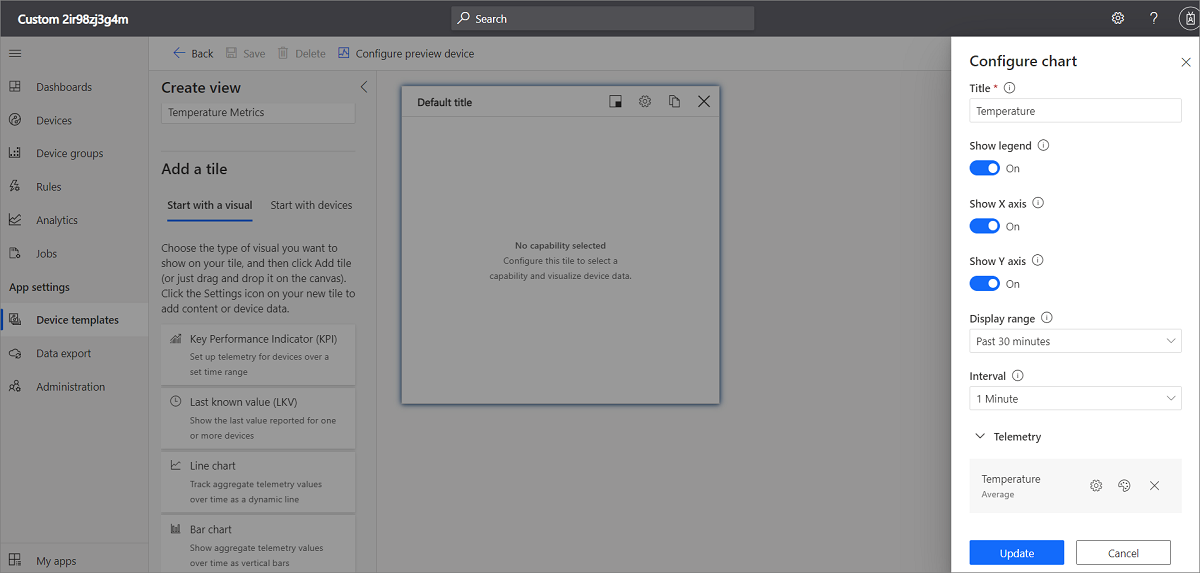 Custom 2ir98zj3g4m
Search
?
Dashboards
Devices
Device groups
Rules
Analytics
Jobs
App settings
Device templates
Data export
Administration
My apps
Back
Save
Delete
Configure preview device
Create view
Temperature Metrics
Add a tile
Start with a visual
Start with devices
Choose the type of visual you want to
show on your tile, and then click Add tile
(or just drag and drop it on the canvas).
Click the Settings icon on your new tile to
add content or device data.
Key Performance Indicator (KPI)
Set up telemetry for devices over a
set time range
Last known value (LKV)
Show the last value reported for one
or more devices
Line chart
Track aggregate telemetry values
over time as a dynamic line
Bar chart
Show aggregate telemetry values
over time as vertical bars
Default title
No capability selected
Configure this tile to select a
capability and visualize device data.
Configure chart
Title *
Temperature
Show legend
On
Show X axis
On
Show Y axis
On
Display range
Past 30 minutes
Interval
1 Minute
Telemetry
Temperature
Average
Update
Cancel